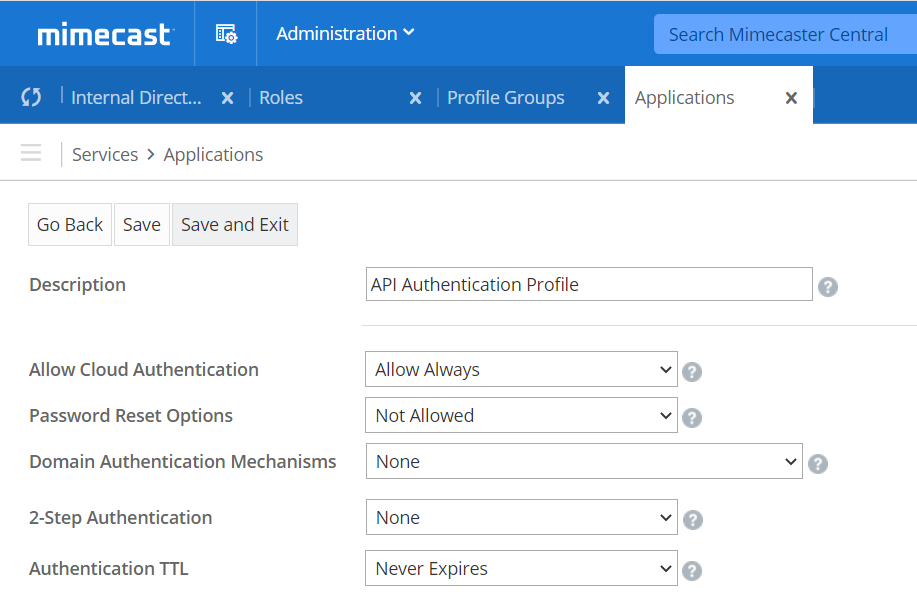 mimecast Administration Search Mimecaster Central
Internal Direct... Roles Profile Groups Applications
Services > Applications
Go Back Save Save and Exit
Description API Authentication Profile ?
Allow Cloud Authentication Allow Always ?
Password Reset Options Not Allowed ?
Domain Authentication Mechanisms None ?
2-Step Authentication None ?
Authentication TTL Never Expires ?